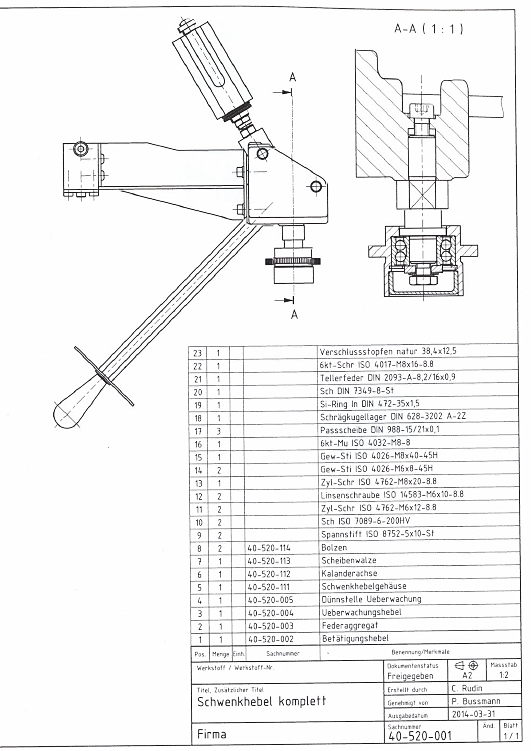 A-A ( 1 : 1 )
A
A
23 1 Verschlussstopfen natur 38,4x12,5
22 1 6kt-Schr ISO 4017-M8x16-8.8
21 1 Tellerfeder DIN 2093-A-8,2/16x0,9
20 1 Sch DIN 7349-8-St
19 1 Si-Ring In DIN 472-35x1,5
18 1 Schrägkugellager DIN 628-3202 A-2Z
17 3 Passscheibe DIN 988-15/21x0,1
16 1 6kt-Mu ISO 4032-M8-8
15 1 Gew-Sti ISO 4026-M8x40-45H
14 2 Gew-Sti ISO 4026-M6x8-45H
13 1 Zyl-Schr ISO 4762-M8x20-8.8
12 2 Linsenschraube ISO 14583-M6x10-8.8
11 2 Zyl-Schr ISO 4762-M6x12-8.8
10 2 Sch ISO 7089-6-200HV
9 2 Spannstift ISO 8752-5x10-St
8 2 40-520-114 Bolzen
7 1 40-520-113 Scheibenwalze
6 1 40-520-112 Kalanderachse
5 1 40-520-111 Schwenkhebelgehäuse
4 1 40-520-005 Dünnstelle Ueberwachung
3 1 40-520-004 Ueberwachungshebel
2 1 40-520-003 Federaggregat
1 1 40-520-002 Betätigungshebel
Pos. Menge Einh. Sachnummer Benennung/Merkmale
Werkstoff / Werkstoff-Nr. Dokumentenstatus Massstab
Freigegeben A2 1:2
Titel, Zusätzlicher Titel Erstellt durch C. Rudin
Schwenkhebel komplett Genehmigt von P. Bussmann
Ausgabedatum 2014-03-31
Firma Sachnummer Änd. Blatt
40-520-001 1/1